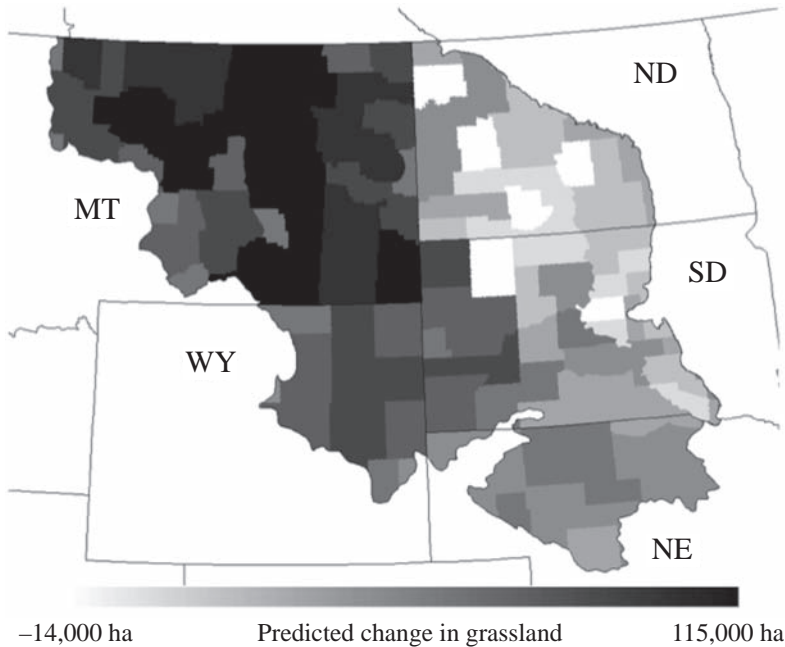 ND
MT
SD
WY
NE
–14,000 ha Predicted change in grassland 115,000 ha